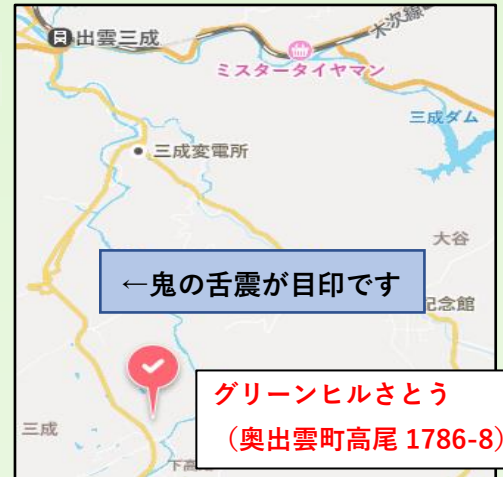 出雲三成
木次線
ミスタータイヤマン
三成ダム
三成変電所
大谷
←鬼の舌震が目印です
記念館
グリーンヒルさとう
（奥出雲町高尾 1786-8）
三成
下高